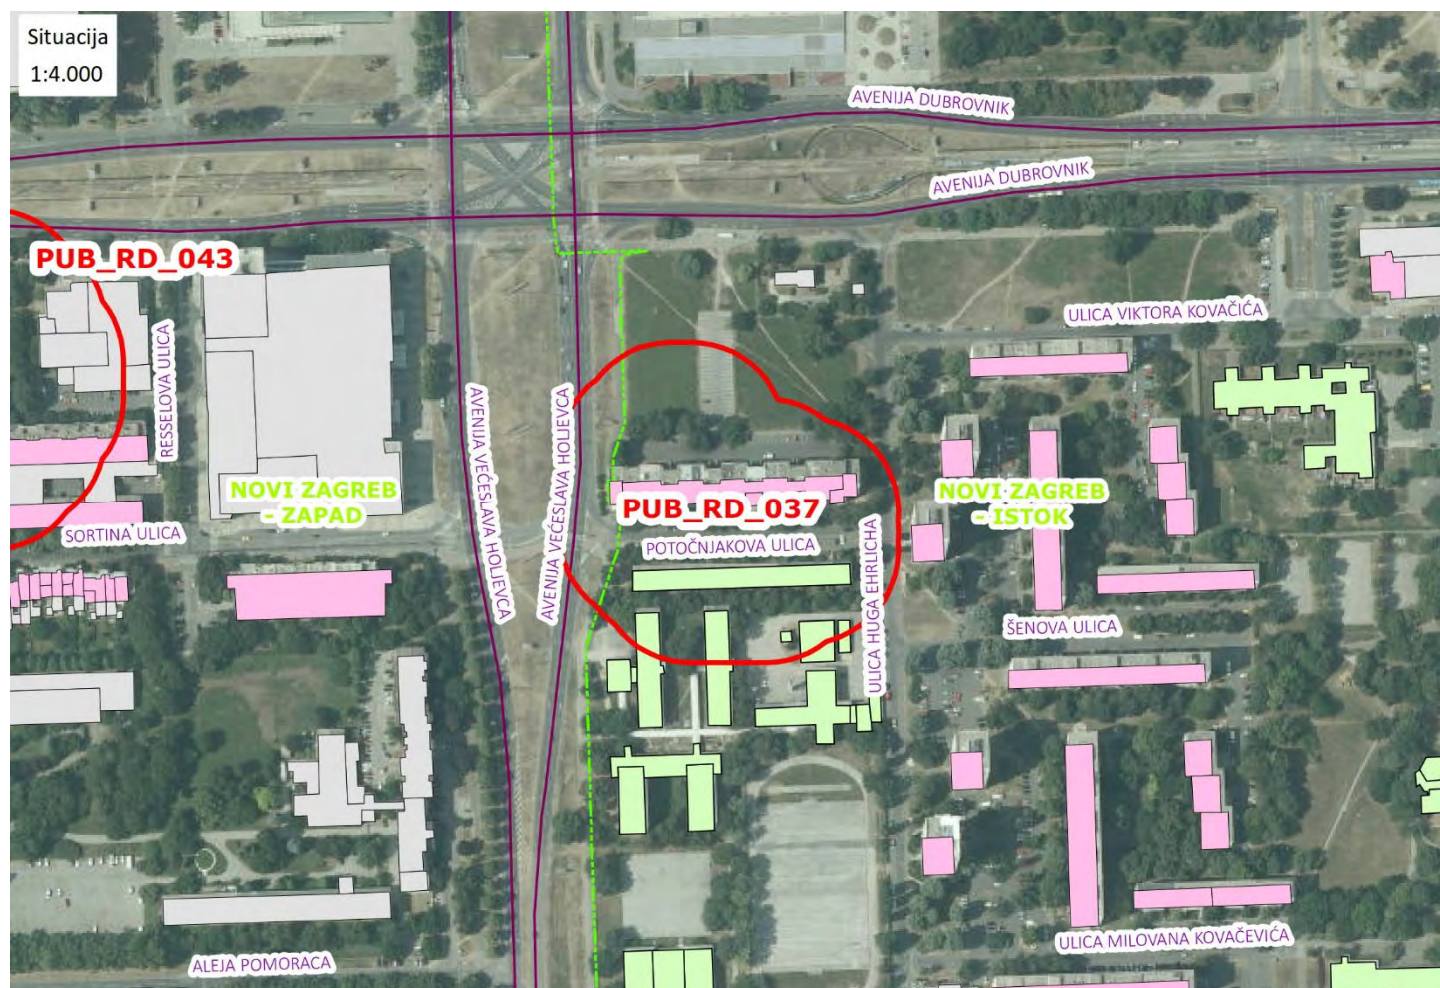 Situacija
1:4.000
AVENIJA DUBROVNIK
AVENIJA DUBROVNIK
PUB_RD_043
ULICA VIKTORA KOVAČIĆA
RESSELOVA ULICA
AVENIJA VEĆESLAVA HOLJEVCA
AVENIJA VEĆESLAVA HOLJEVCA
NOVI ZAGREB
- ZAPAD
PUB_RD_037
NOVI ZAGREB
- ISTOK
SORTINA ULICA
POTOČNJAKOVA ULICA
ULICA HUGA EHRLICHA
ŠENOVA ULICA
ULICA MILOVANA KOVAČEVIĆA
ALEJA POMORACA